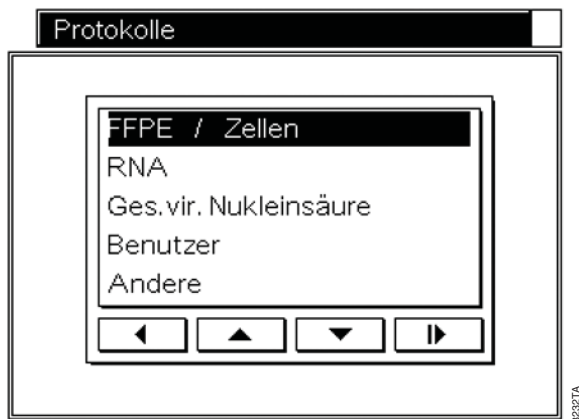 Protokolle
FFPE / Zellen
RNA
Ges.vir. Nukleinsäure
Benutzer
Andere